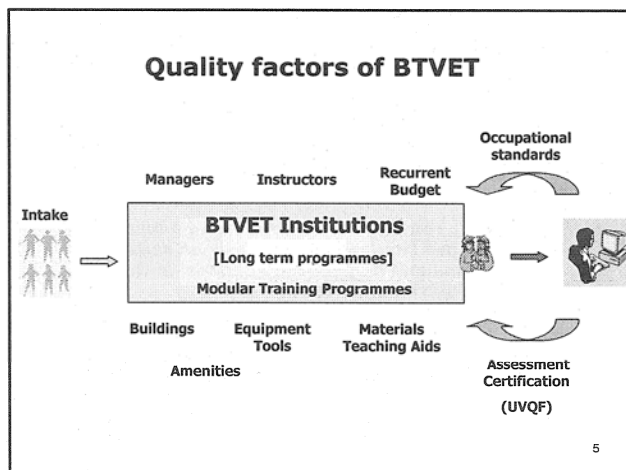 Quality factors of BTVET
Occupational
standards
Managers
Instructors
Recurrent
Budget
Intake
BTVET Institutions
[Long term programmes]
Modular Training Programmes
Buildings
Equipment
Tools
Materials
Teaching Aids
Amenities
Assessment
Certification
(UVQF)
5